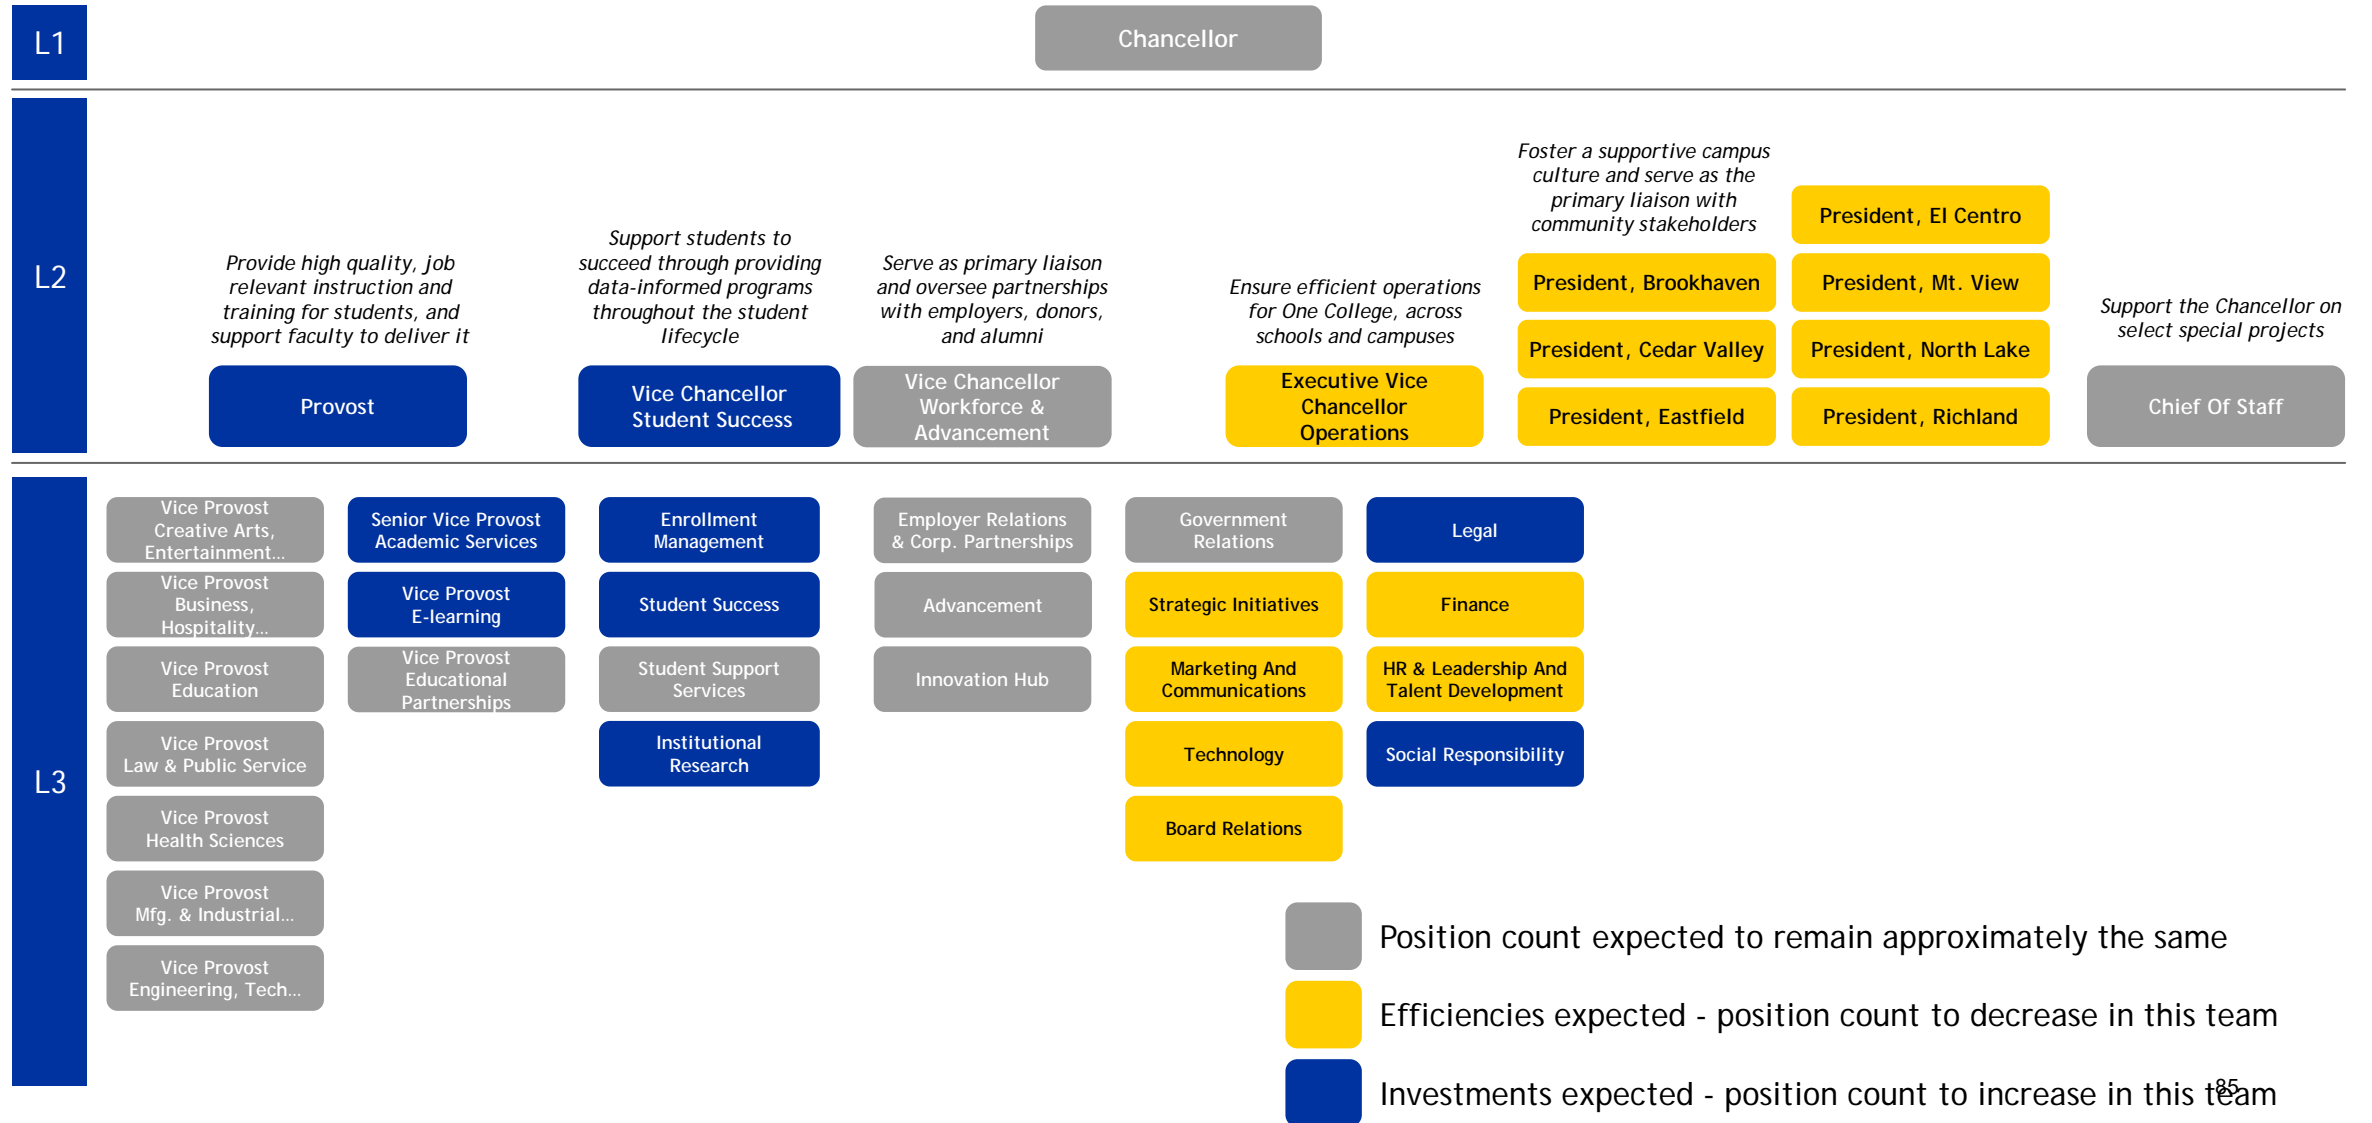 L1
Chancellor
L2
Provide high quality, job
relevant instruction and
training for students, and
support faculty to deliver it
Provost
Support students to
succeed through providing
data-informed programs
throughout the student
lifecycle
Vice Chancellor
Student Success
Serve as primary liaison
and oversee partnerships
with employers, donors,
and alumni
Vice Chancellor
Workforce &
Advancement
Ensure efficient operations
for One College, across
schools and campuses
Executive Vice
Chancellor
Operations
Foster a supportive campus
culture and serve as the
primary liaison with
community stakeholders
President, Brookhaven
President, Cedar Valley
President, Eastfield
President, El Centro
President, Mt. View
President, North Lake
President, Richland
Support the Chancellor on
select special projects
Chief Of Staff
L3
Vice Provost
Creative Arts,
Entertainment…
Vice Provost
Business,
Hospitality…
Vice Provost
Education
Vice Provost
Law & Public Service
Vice Provost
Health Sciences
Vice Provost
Mfg. & Industrial…
Vice Provost
Engineering, Tech…
Senior Vice Provost
Academic Services
Vice Provost
E-learning
Vice Provost
Educational
Partnerships
Enrollment
Management
Student Success
Student Support
Services
Institutional
Research
Employer Relations
& Corp. Partnerships
Advancement
Innovation Hub
Government
Relations
Strategic Initiatives
Marketing And
Communications
Technology
Board Relations
Legal
Finance
HR & Leadership And
Talent Development
Social Responsibility
Position count expected to remain approximately the same
Efficiencies expected - position count to decrease in this team
Investments expected - position count to increase in this team
85